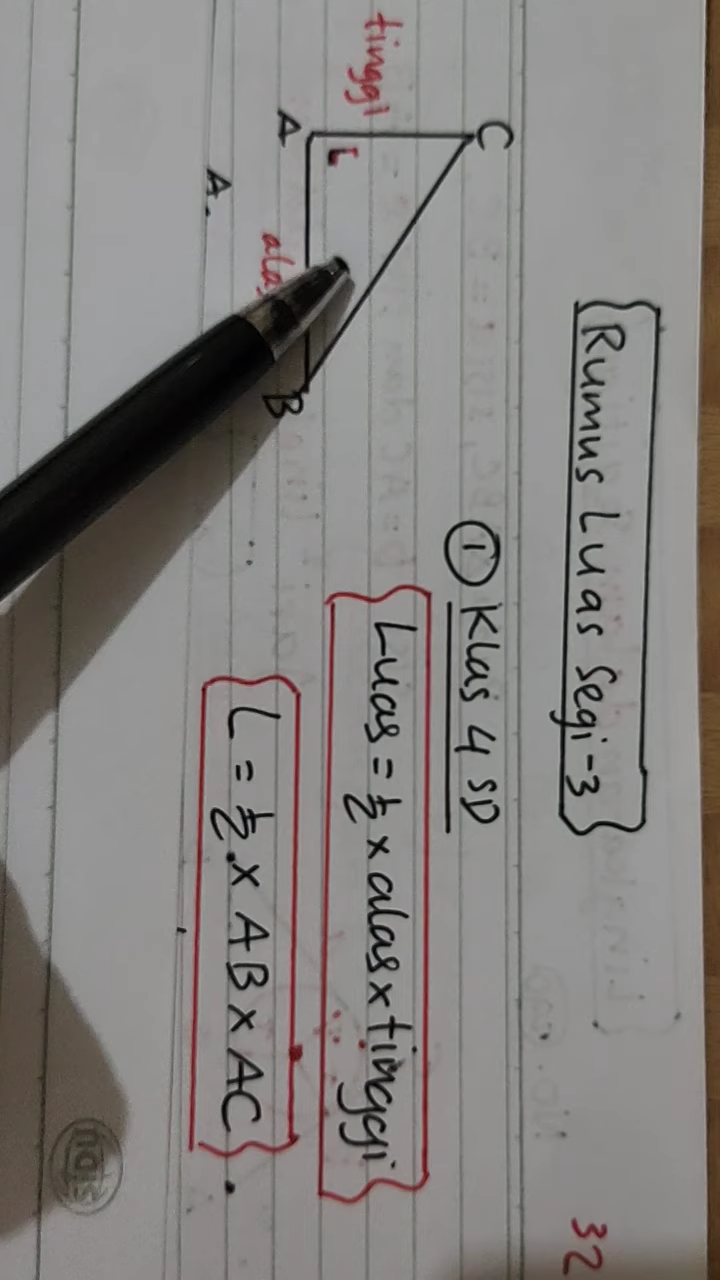 32
Rumus Luas Segi-3
① Klas 4 SD
Luas = ½ x alas x tinggi
L = ½ x AB x AC
C
tinggi
A
B
A.